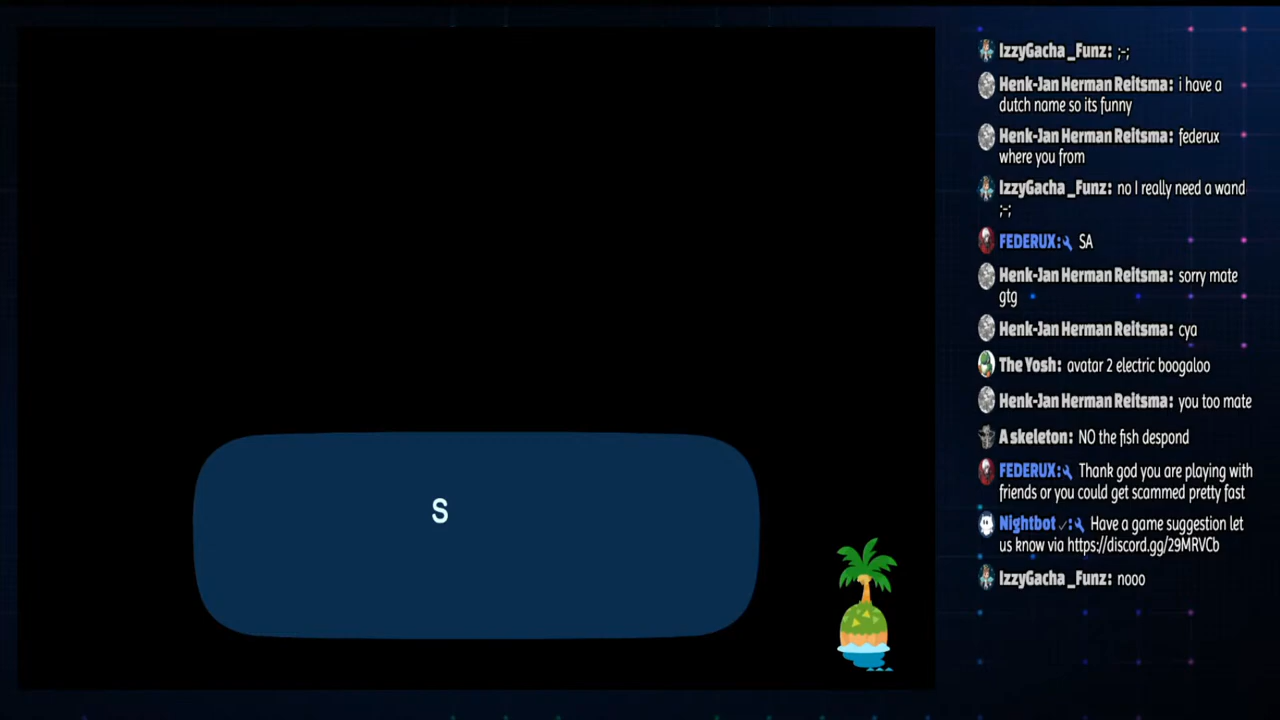 S
IzzyGacha_Funz: ;-;
Henk-Jan Herman Reitsma: i have a
dutch name so its funny
Henk-Jan Herman Reitsma: federux
where you from
IzzyGacha_Funz: no I really need a wand
;-;
FEDERUX: SA
Henk-Jan Herman Reitsma: sorry mate
gtg
Henk-Jan Herman Reitsma: cya
The Yosh: avatar 2 electric boogaloo
Henk-Jan Herman Reitsma: you too mate
A skeleton: NO the fish despond
FEDERUX: Thank god you are playing with
friends or you could get scammed pretty fast
Nightbot ✓: Have a game suggestion let
us know via https://discord.gg/29MRVCb
IzzyGacha_Funz: nooo